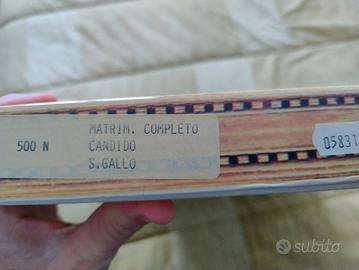 500 N
MATRIM. COMPLETO
CANDIDO
S.GALLO
05831
subito